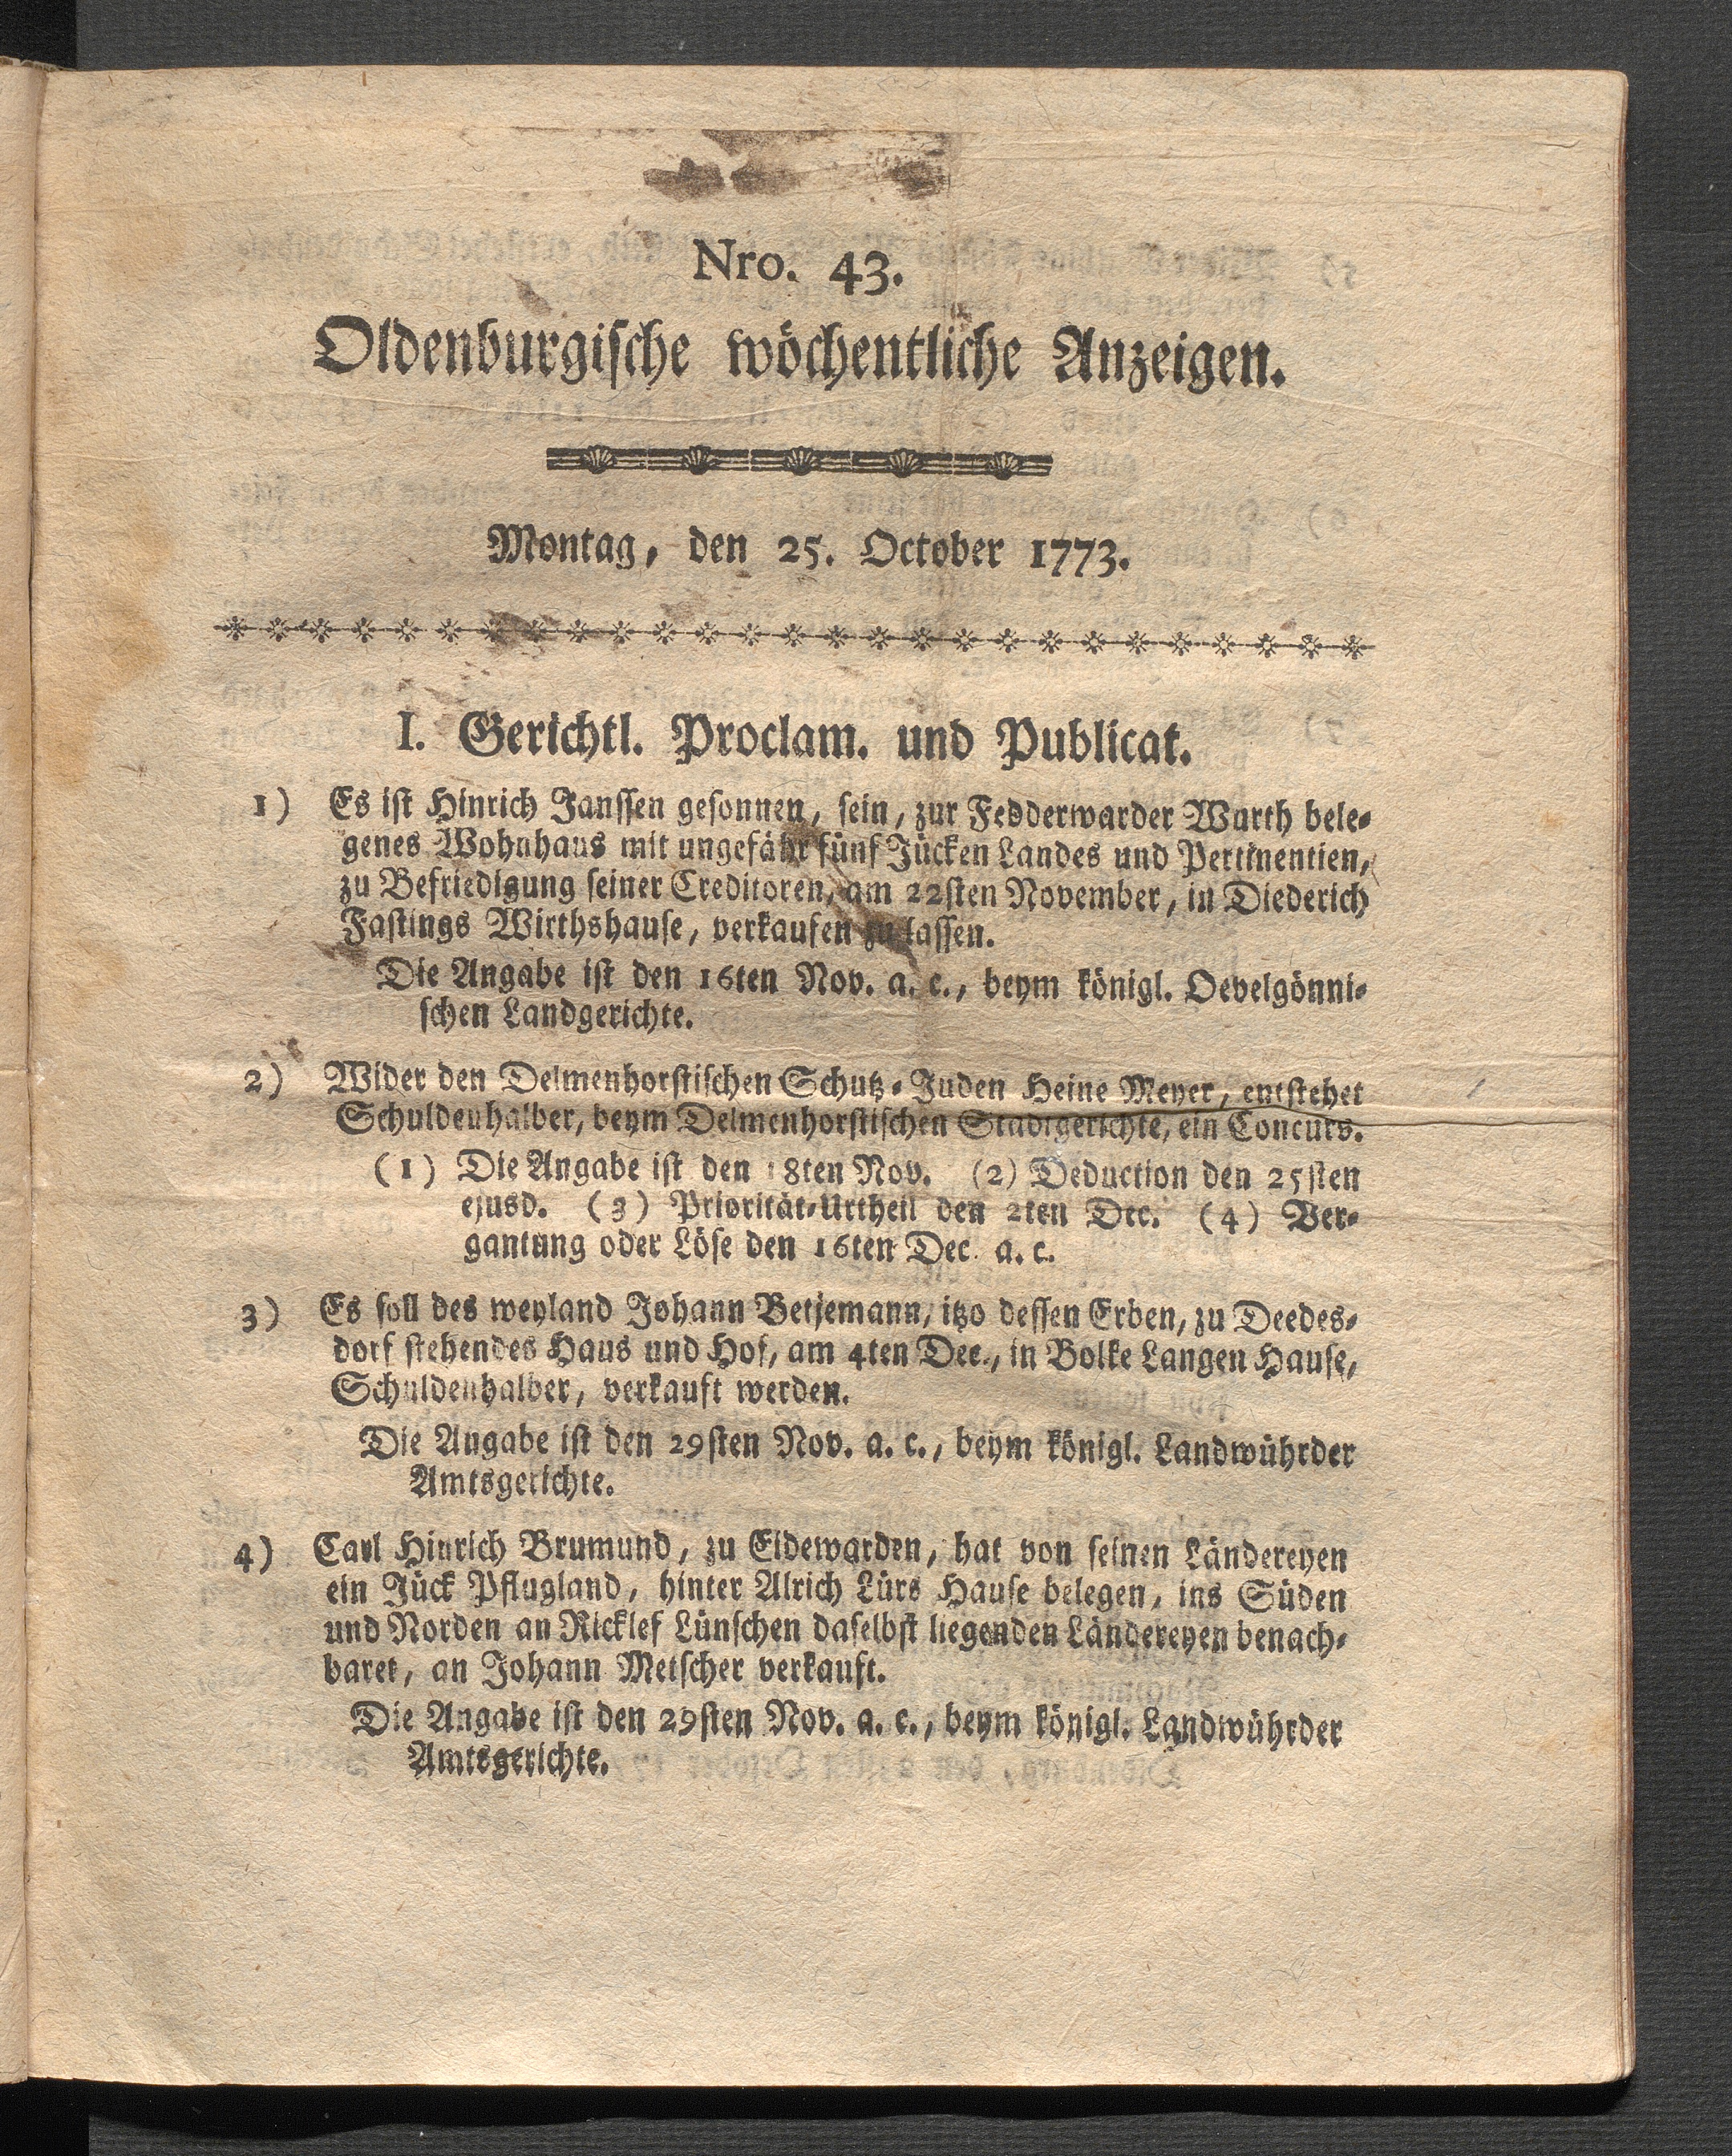 Nro. 43.
Oldenburgische wöchentliche Anzeigen.
Montag, den 25. October 1773.
I. Gerichtl. Proclam. und Publicat.
1) Es ist Hinrich Janssen gesonnen, sein, zur Fedderwarder Warth bele-
genes Wohnhaus mit ungefähr fünf Jücken Landes und Pertinentien,
zu Befriedigung seiner Creditoren, am 22sten November, in Diederich
Fastings Wirthshause, verkaufen zu lassen.
Die Angabe ist den 16ten Nov. a. c., beym königl. Oevelgönni-
schen Landgerichte.
2) Wider den Delmenhorstischen Schutz-Juden Heine Meyer, entstehet
Schuldenhalber, beym Delmenhorstischen Stadtgerichte, ein Concurs.
(1) Die Angabe ist den 18ten Nov. (2) Deduction den 25sten
ejusd. (3) Priorität-Urtheil den 2ten Dec. (4) Ver-
gantung oder Löse den 16ten Dec. a. c.
3) Es soll des weyland Johann Betjemann, itzo dessen Erben, zu Deedes-
dorf stehendes Haus und Hof, am 4ten Dec., in Bolke Langen Hause,
Schuldenhalber, verkauft werden.
Die Angabe ist den 29sten Nov. a. c., beym königl. Landwührder
Amtsgerichte.
4) Carl Hinrich Brumund, zu Eidewarden, hat von seinen Ländereyen
ein Jück Pflugland, hinter Alrich Lürs Hause belegen, ins Süden
und Norden an Ricklef Lünschen daselbst liegenden Ländereyen benach-
baret, an Johann Metscher verkauft.
Die Angabe ist den 29sten Nov. a. c., beym königl. Landwührder
Amtsgerichte.